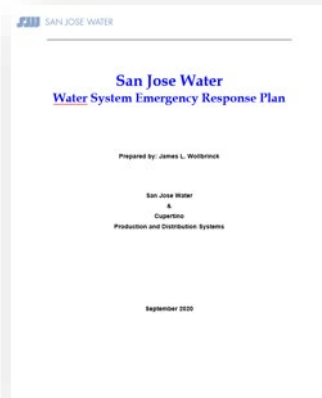 SJW SAN JOSE WATER
San Jose Water
Water System Emergency Response Plan
Prepared by: James L. Wollbrinck
San Jose Water
&
Cupertino
Production and Distribution Systems
September 2020